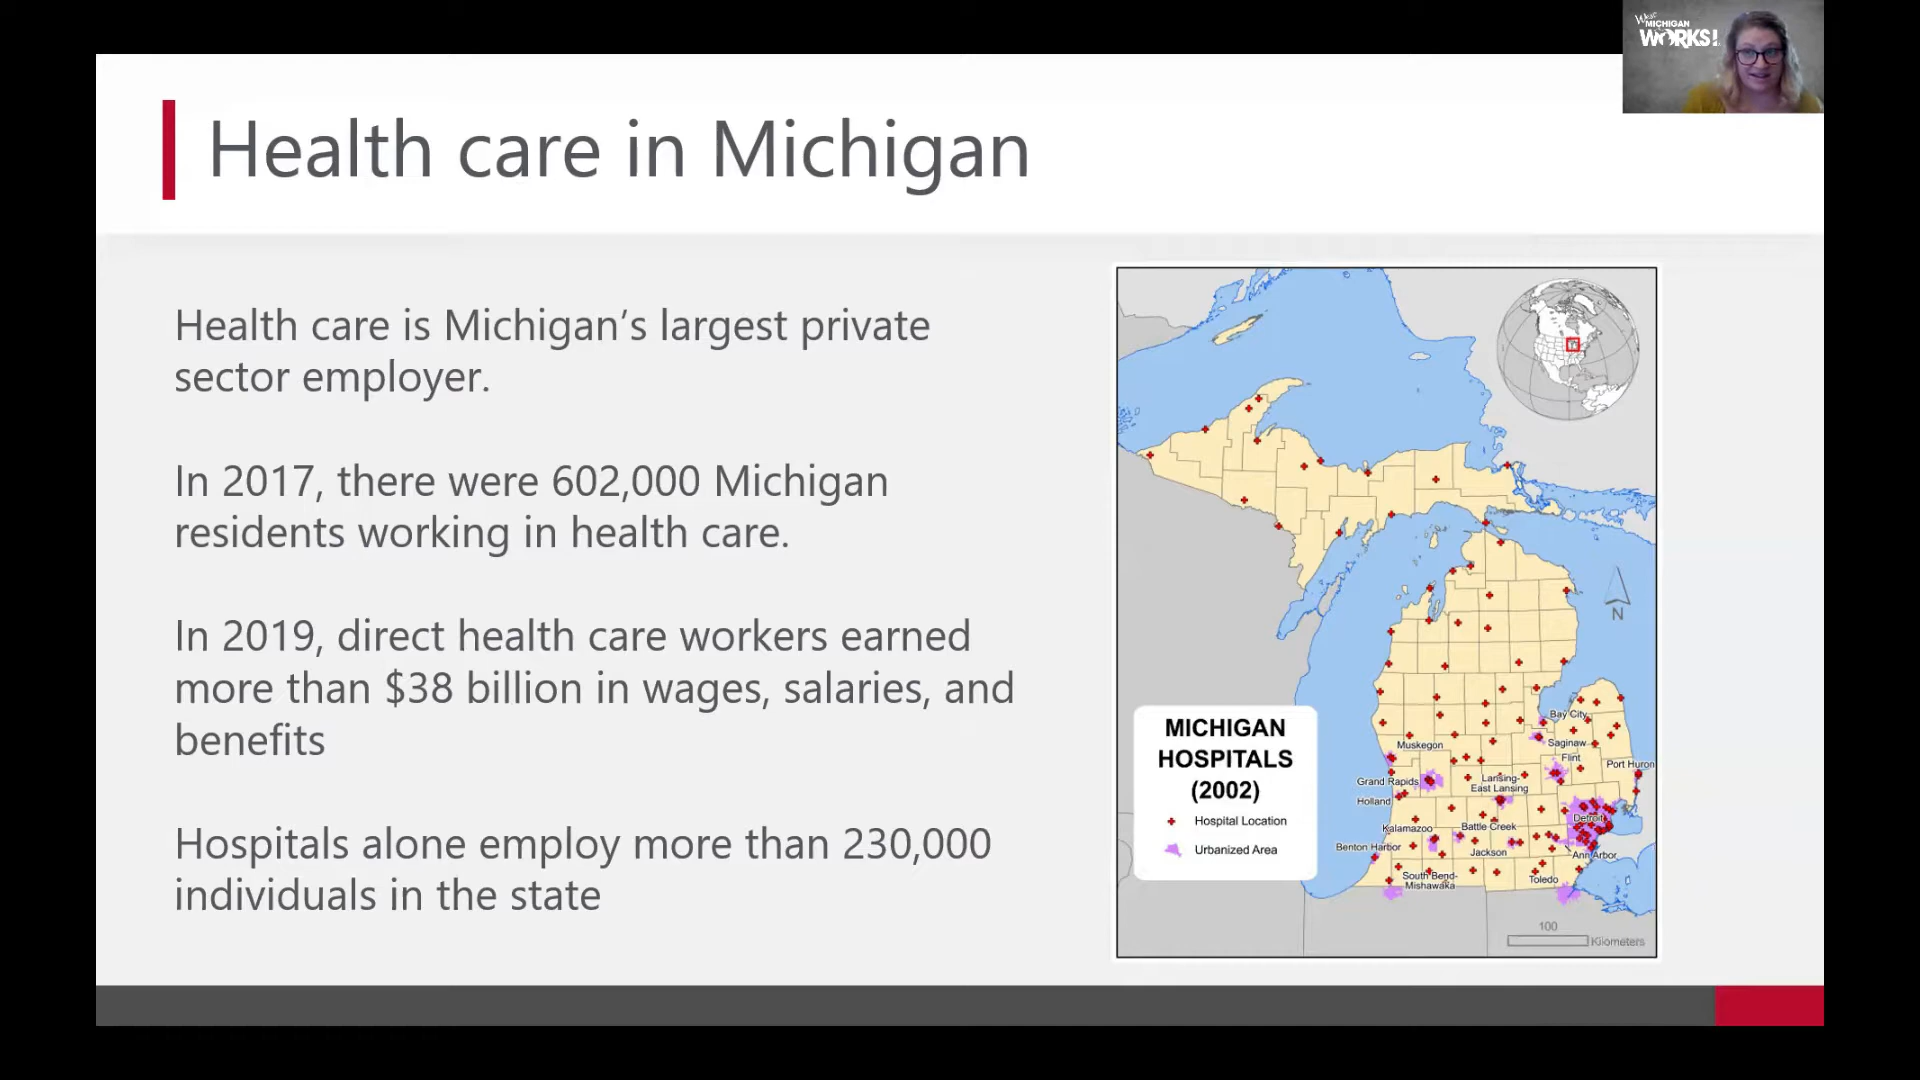 West
MICHIGAN
WORKS!
Health care in Michigan
Health care is Michigan’s largest private
sector employer.
In 2017, there were 602,000 Michigan
residents working in health care.
In 2019, direct health care workers earned
more than $38 billion in wages, salaries, and
benefits
Hospitals alone employ more than 230,000
individuals in the state
N
Bay City
Muskegon
Saginaw
Flint
Port Huron
Grand Rapids
Lansing-
East Lansing
Holland
Detroit
Kalamazoo
Battle Creek
Benton Harbor
Jackson
Ann Arbor
South Bend-
Mishawaka
Toledo
MICHIGAN
HOSPITALS
(2002)
Hospital Location
Urbanized Area
100
Kilometers